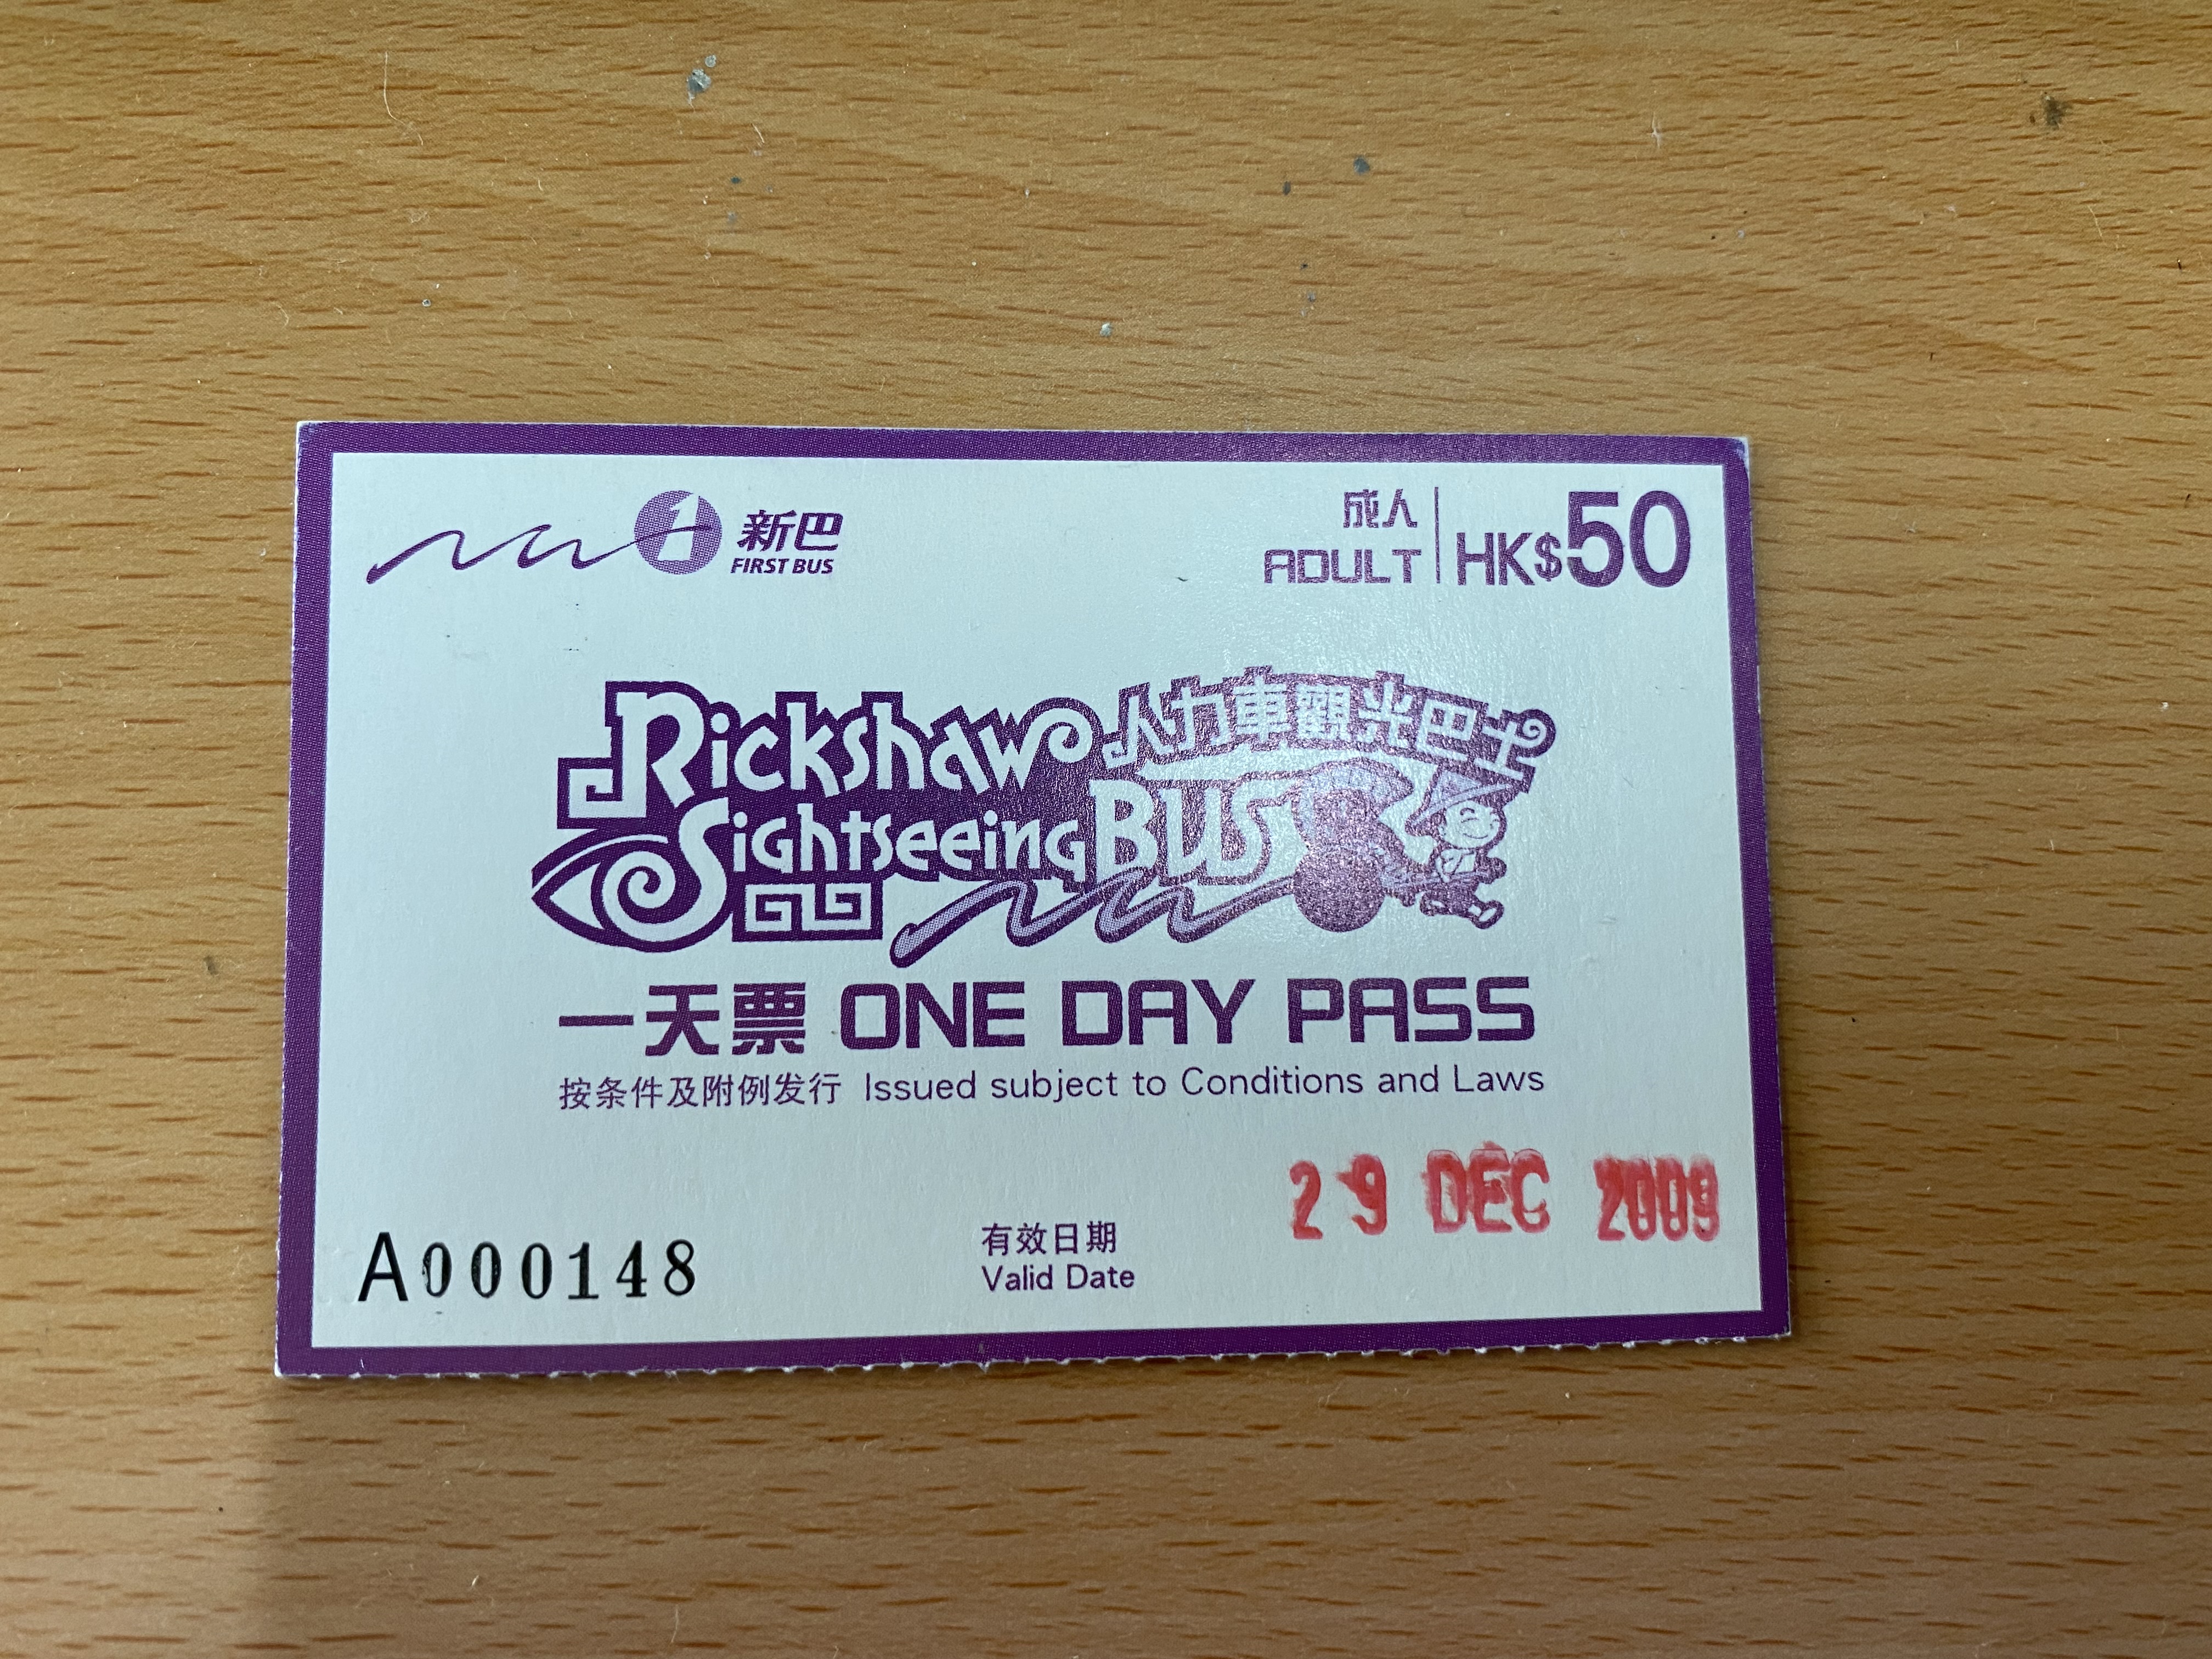 1 新巴
FIRST BUS
成人
ADULT
HK$50
Rickshaw
Sightseeing BUS
人力車觀光巴士
一天票 ONE DAY PASS
按条件及附例发行 Issued subject to Conditions and Laws
29 DEC 2009
A000148
有效日期
Valid Date